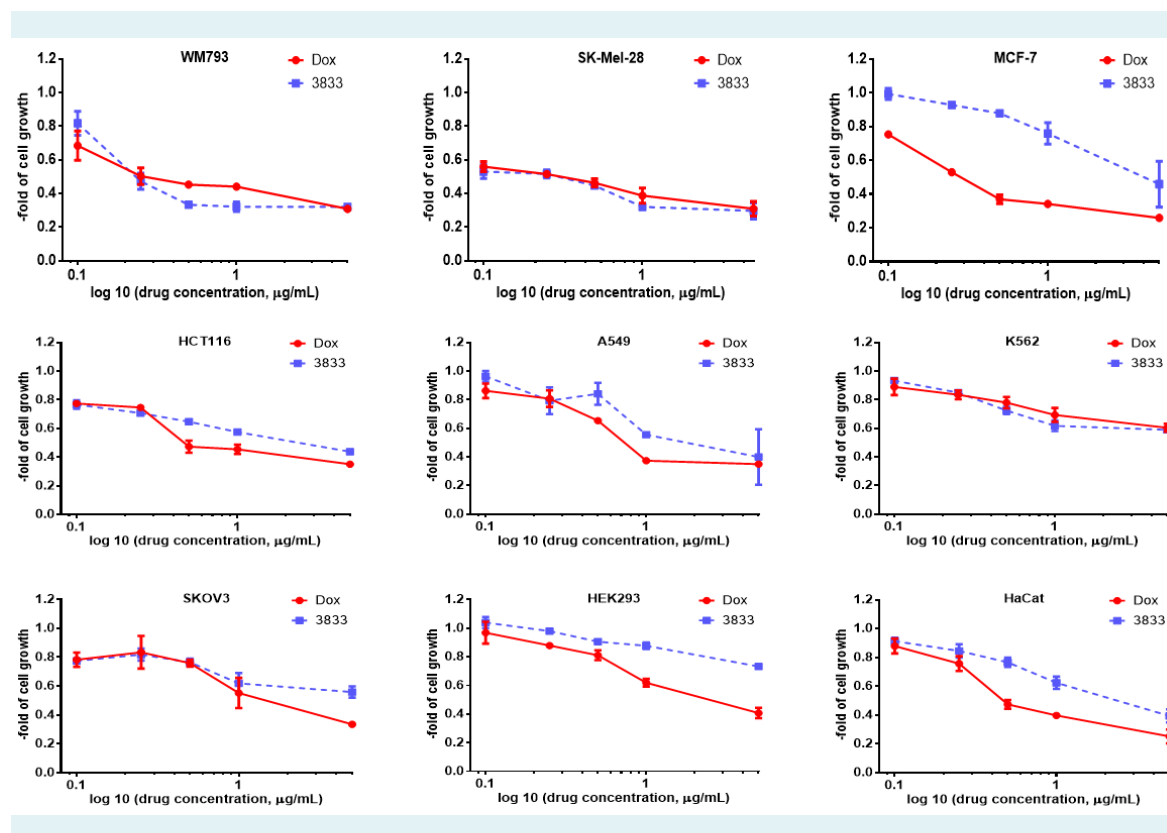 WM793
Dox
3833
-fold of cell growth
1.2
1.0
0.8
0.6
0.4
0.2
0.0
0.1
1
log 10 (drug concentration, µg/mL)
SK-Mel-28
Dox
3833
-fold of cell growth
1.2
1.0
0.8
0.6
0.4
0.2
0.0
0.1
1
log 10 (drug concentration, µg/mL)
MCF-7
Dox
3833
-fold of cell growth
1.2
1.0
0.8
0.6
0.4
0.2
0.0
0.1
1
log 10 (drug concentration, µg/mL)
HCT116
Dox
3833
-fold of cell growth
1.2
1.0
0.8
0.6
0.4
0.2
0.0
0.1
1
log 10 (drug concentration, µg/mL)
A549
Dox
3833
-fold of cell growth
1.2
1.0
0.8
0.6
0.4
0.2
0.0
0.1
1
log 10 (drug concentration, µg/mL)
K562
Dox
3833
-fold of cell growth
1.2
1.0
0.8
0.6
0.4
0.2
0.0
0.1
1
log 10 (drug concentration, µg/mL)
SKOV3
Dox
3833
-fold of cell growth
1.2
1.0
0.8
0.6
0.4
0.2
0.0
0.1
1
log 10 (drug concentration, µg/mL)
HEK293
Dox
3833
-fold of cell growth
1.2
1.0
0.8
0.6
0.4
0.2
0.0
0.1
1
log 10 (drug concentration, µg/mL)
HaCat
Dox
3833
-fold of cell growth
1.2
1.0
0.8
0.6
0.4
0.2
0.0
0.1
1
log 10 (drug concentration, µg/mL)